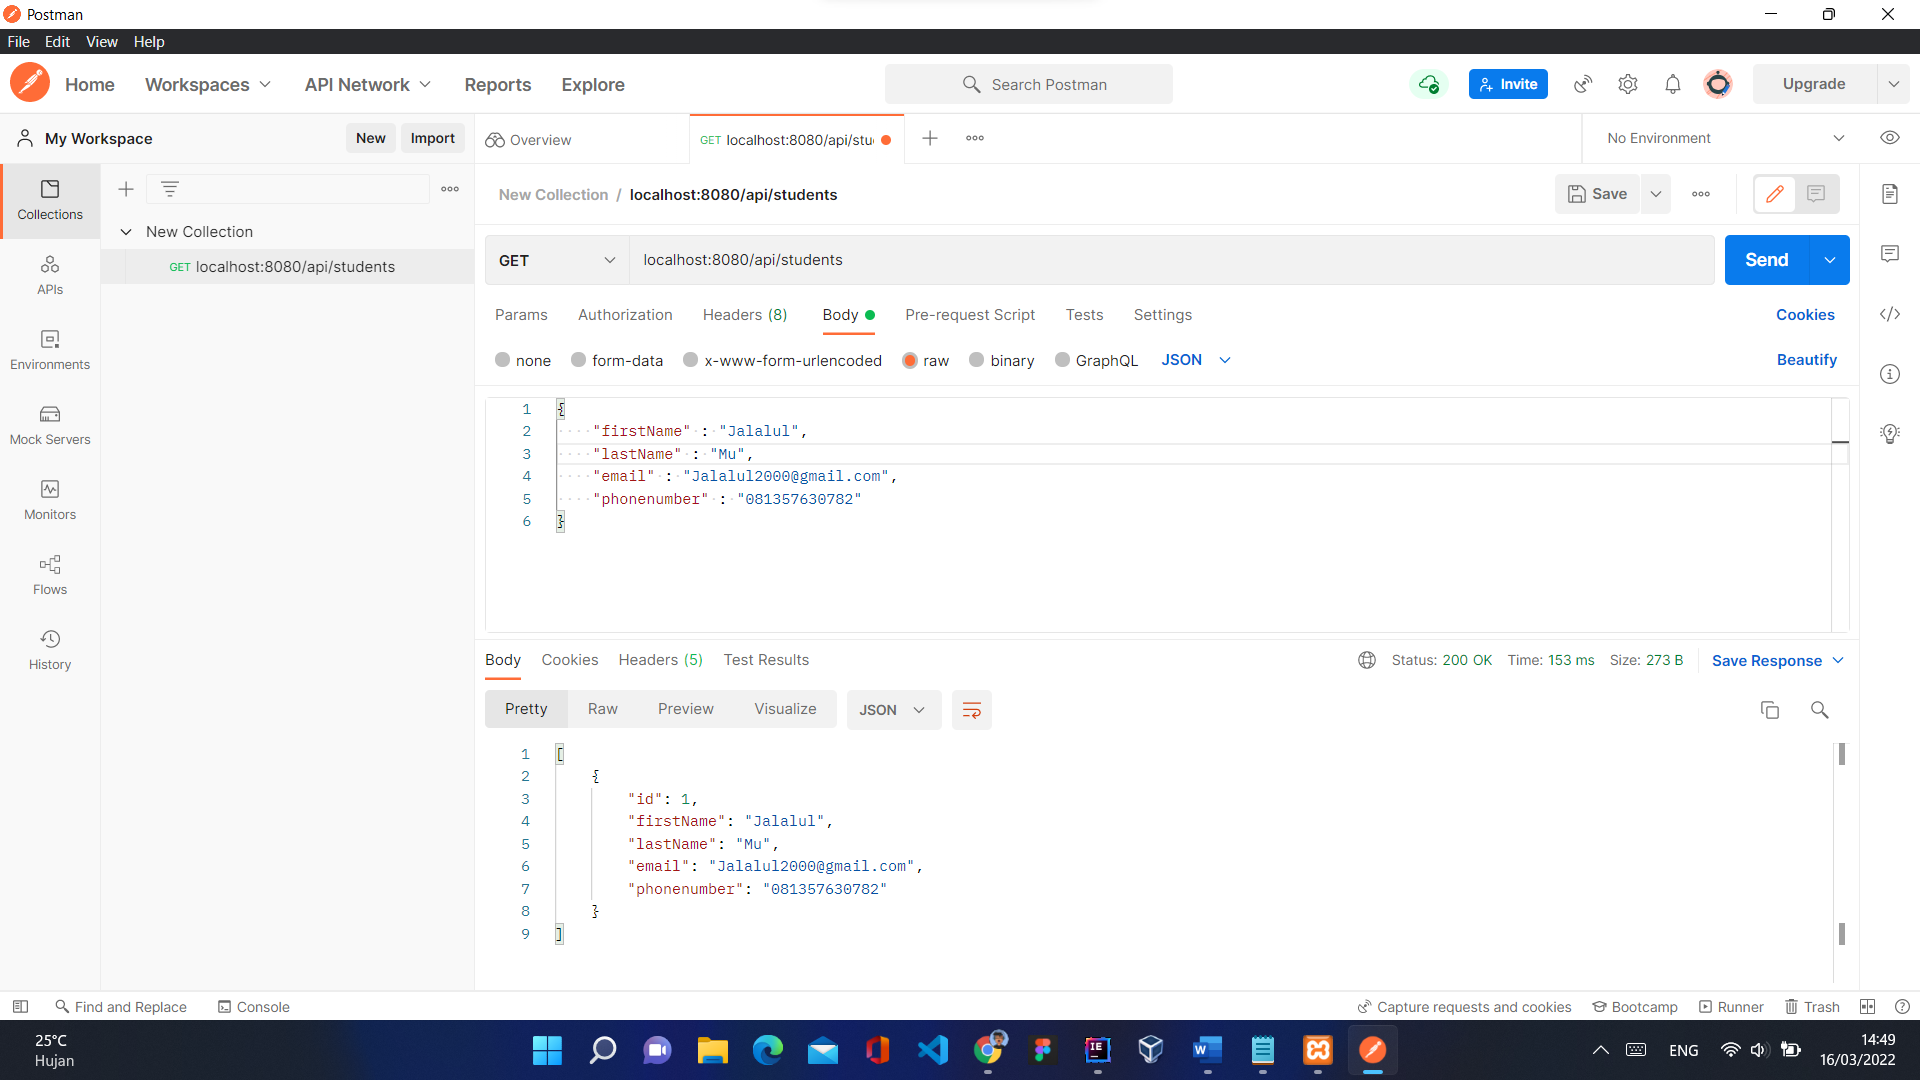 Postman
File Edit View Help
Home Workspaces API Network Reports Explore Search Postman Invite Upgrade
My Workspace New Import Overview GET localhost:8080/api/stu No Environment
Collections
APIs
Environments
Mock Servers
Monitors
Flows
History
New Collection
GET localhost:8080/api/students
New Collection / localhost:8080/api/students Save
GET localhost:8080/api/students Send
Params Authorization Headers (8) Body Pre-request Script Tests Settings Cookies
none form-data x-www-form-urlencoded raw binary GraphQL JSON Beautify
1 {
2 "firstName" : "Jalalul",
3 "lastName" : "Mu",
4 "email" : "Jalalul2000@gmail.com",
5 "phonenumber" : "081357630782"
6 }
Body Cookies Headers (5) Test Results Status: 200 OK Time: 153 ms Size: 273 B Save Response
Pretty Raw Preview Visualize JSON
1 [
2 {
3 "id": 1,
4 "firstName": "Jalalul",
5 "lastName": "Mu",
6 "email": "Jalalul2000@gmail.com",
7 "phonenumber": "081357630782"
8 }
9 ]
Find and Replace Console Capture requests and cookies Bootcamp Runner Trash
25°C
Hujan
ENG
14:49
16/03/2022